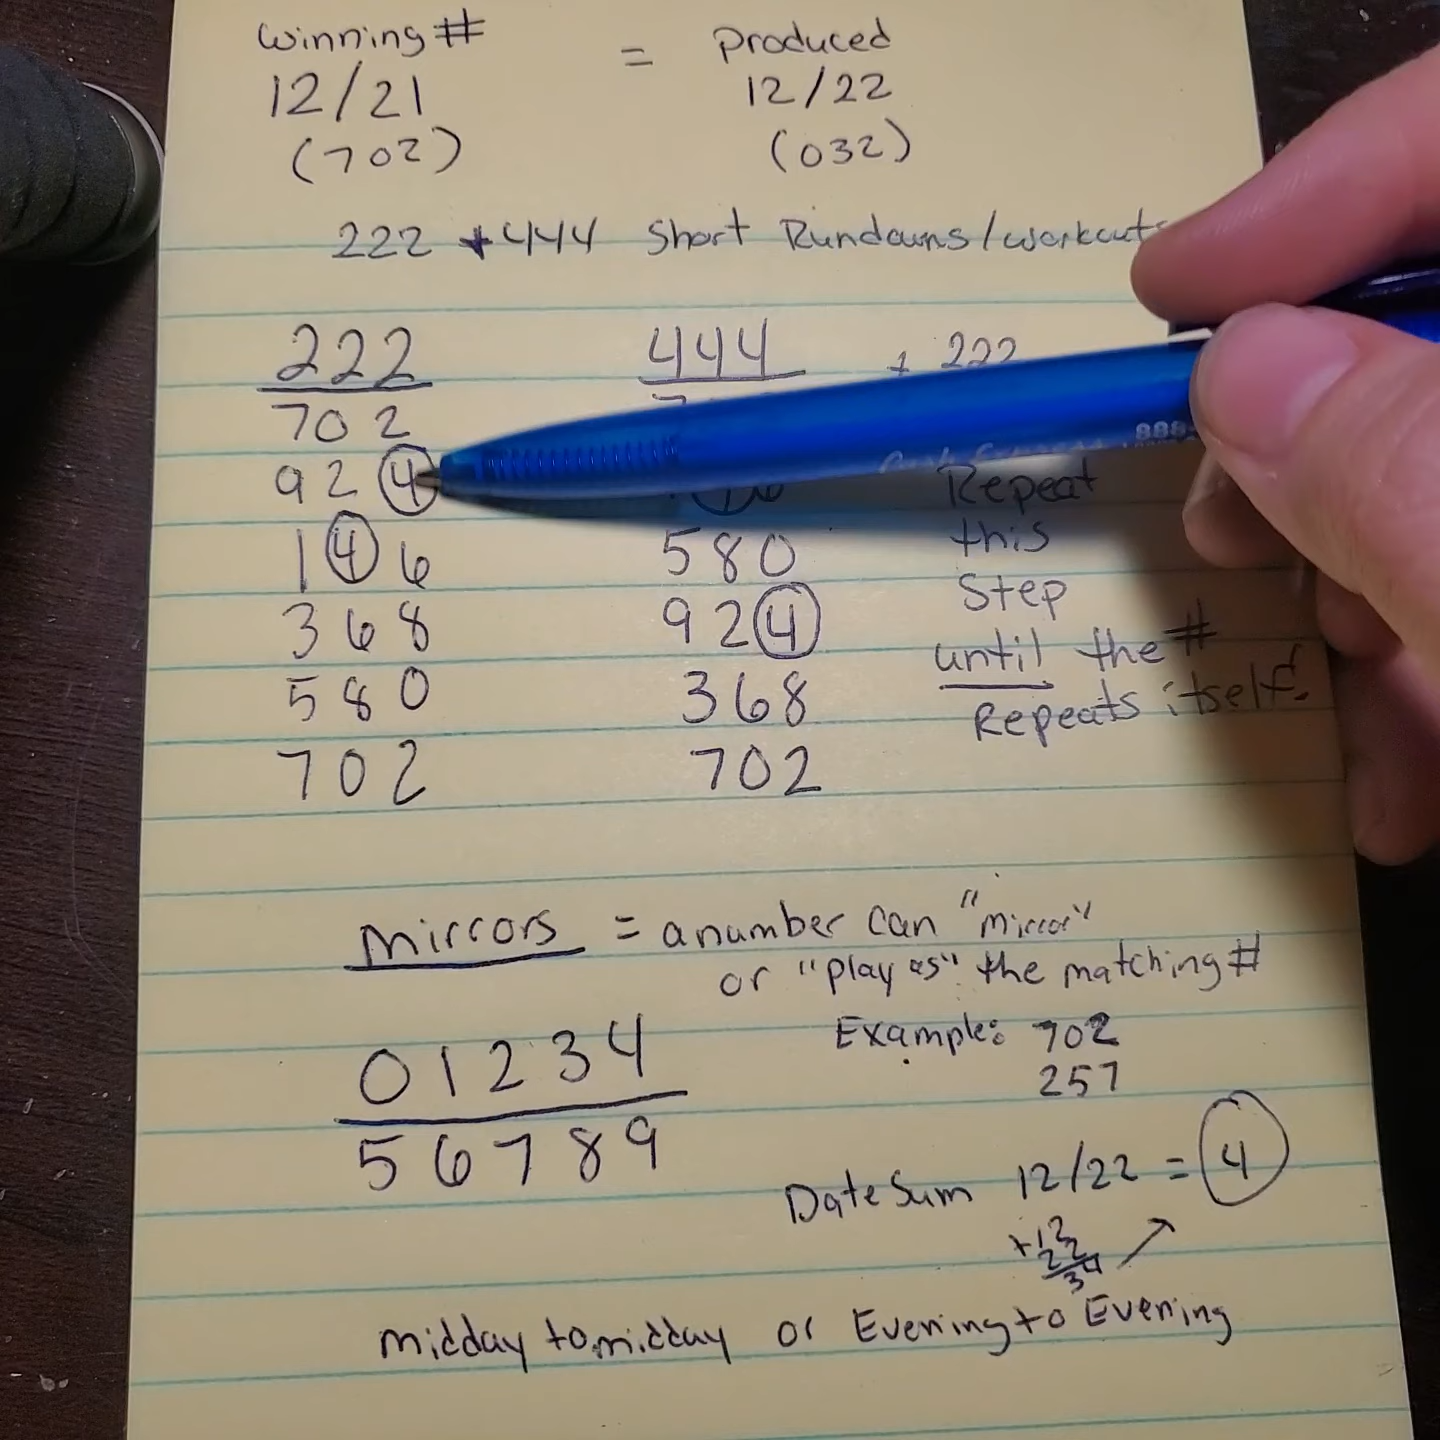 Winning # = Produced
12/21 12/22
(702) (032)
222 + 444 Short Rundowns/workouts
222 444 + 222
702
924 Repeat
146 580 this
368 924 Step
until the #
580 368 Repeats itself.
702 702
mirrors = a number can "mirror"
or "play as" the matching #
Example: 702
257
01234
56789
Date Sum 12/22 = 4
+12
22
34
midday to midday or Evening to Evening